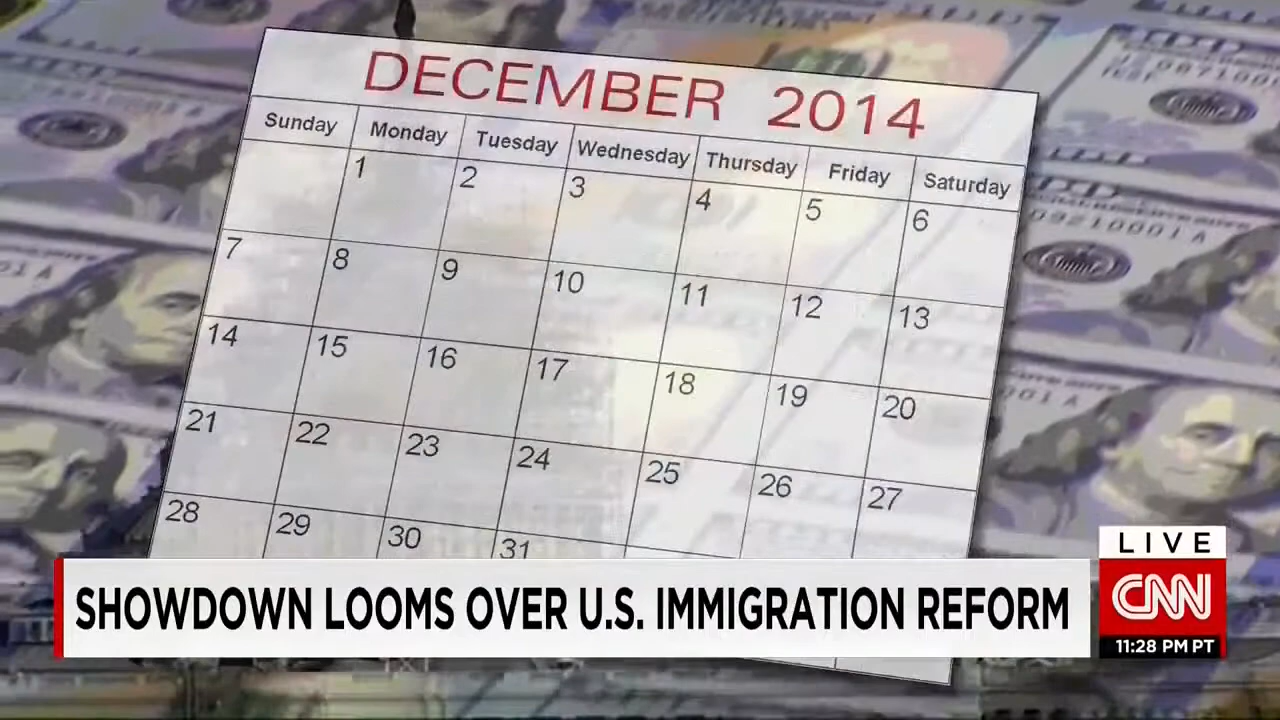 DECEMBER 2014
Sunday Monday Tuesday Wednesday Thursday Friday Saturday
1 2 3 4 5 6
7 8 9 10 11 12 13
14 15 16 17 18 19 20
21 22 23 24 25 26 27
28 29 30 31
SHOWDOWN LOOMS OVER U.S. IMMIGRATION REFORM
LIVE
CNN
11:28 PM PT